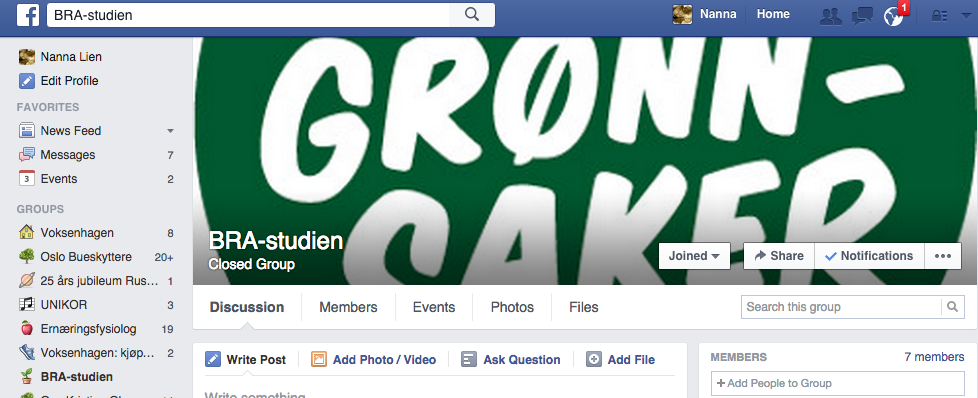 BRA-studien
Nanna
Home
1
Nanna Lien
Edit Profile
FAVORITES
News Feed
Messages 7
3 Events 2
GROUPS
Voksenhagen 8
Oslo Bueskyttere 20+
25 års jubileum Rus... 1
UNIKOR 3
Ernæringsfysiolog 19
Voksenhagen: kjøp... 2
BRA-studien
GRØNN-
SAKER
BRA-studien
Closed Group
Joined
Share
Notifications
Discussion
Members
Events
Photos
Files
Search this group
Write Post
Add Photo / Video
Ask Question
Add File
Write something
MEMBERS
7 members
+ Add People to Group